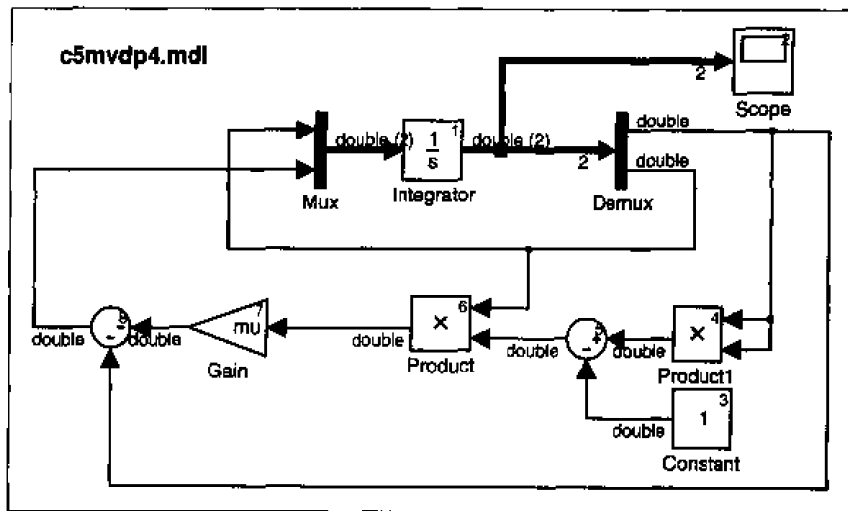 c5mvdp4.mdl
2
2
Scope
double
double (2)
1
1
s
double (2)
2
double
Mux
Integrator
Demux
mu
7
6
×
5
4
×
double
double
double
double
double
Gain
Product
Product1
3
1
double
Constant